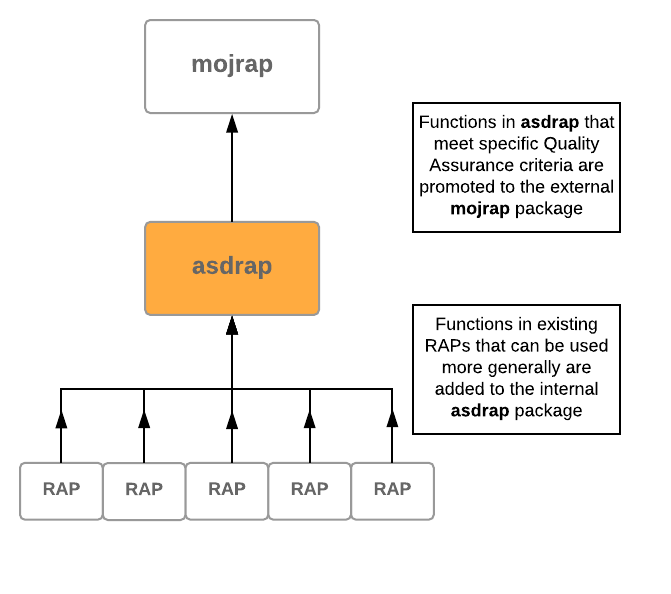 mojrap
Functions in asdrap that
meet specific Quality
Assurance criteria are
promoted to the external
mojrap package
asdrap
Functions in existing
RAPs that can be used
more generally are
added to the internal
asdrap package
RAP
RAP
RAP
RAP
RAP